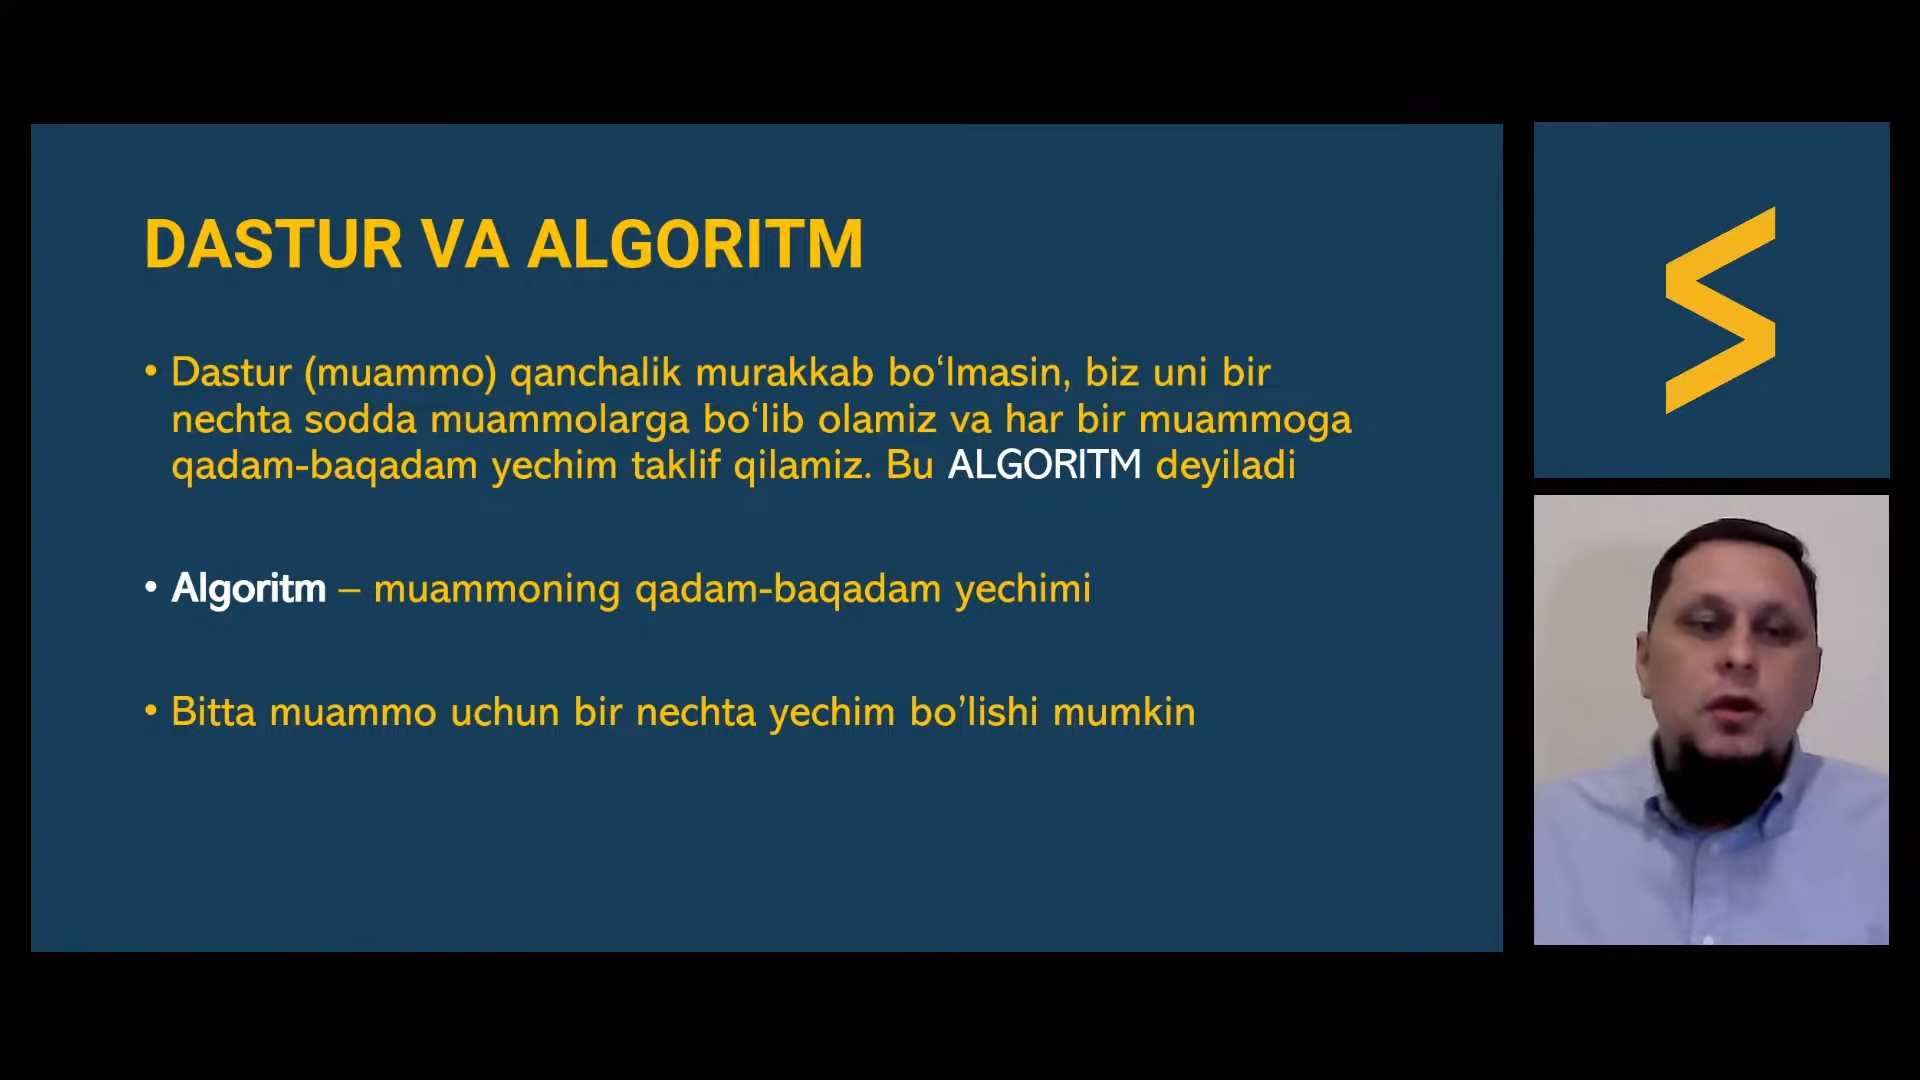 DASTUR VA ALGORITM
• Dastur (muammo) qanchalik murakkab bo‘lmasin, biz uni bir
nechta sodda muammolarga bo‘lib olamiz va har bir muammoga
qadam-baqadam yechim taklif qilamiz. Bu ALGORITM deyiladi
• Algoritm – muammoning qadam-baqadam yechimi
• Bitta muammo uchun bir nechta yechim bo’lishi mumkin